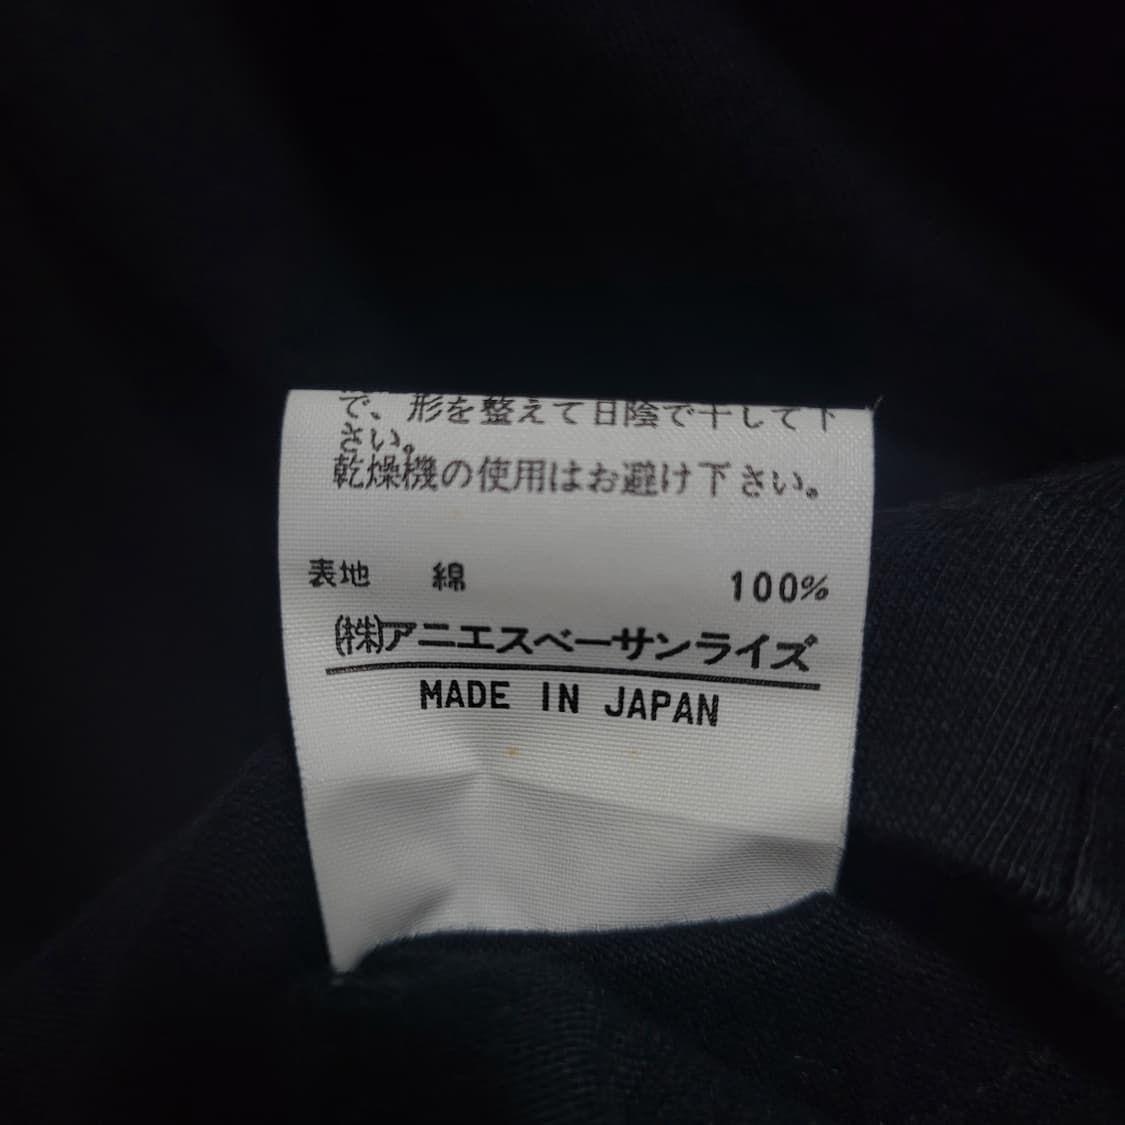 で、形を整えて日陰で干して下
さい。
乾燥機の使用はお避け下さい。
表地 綿 100%
(株)アニエスベーサンライズ
MADE IN JAPAN